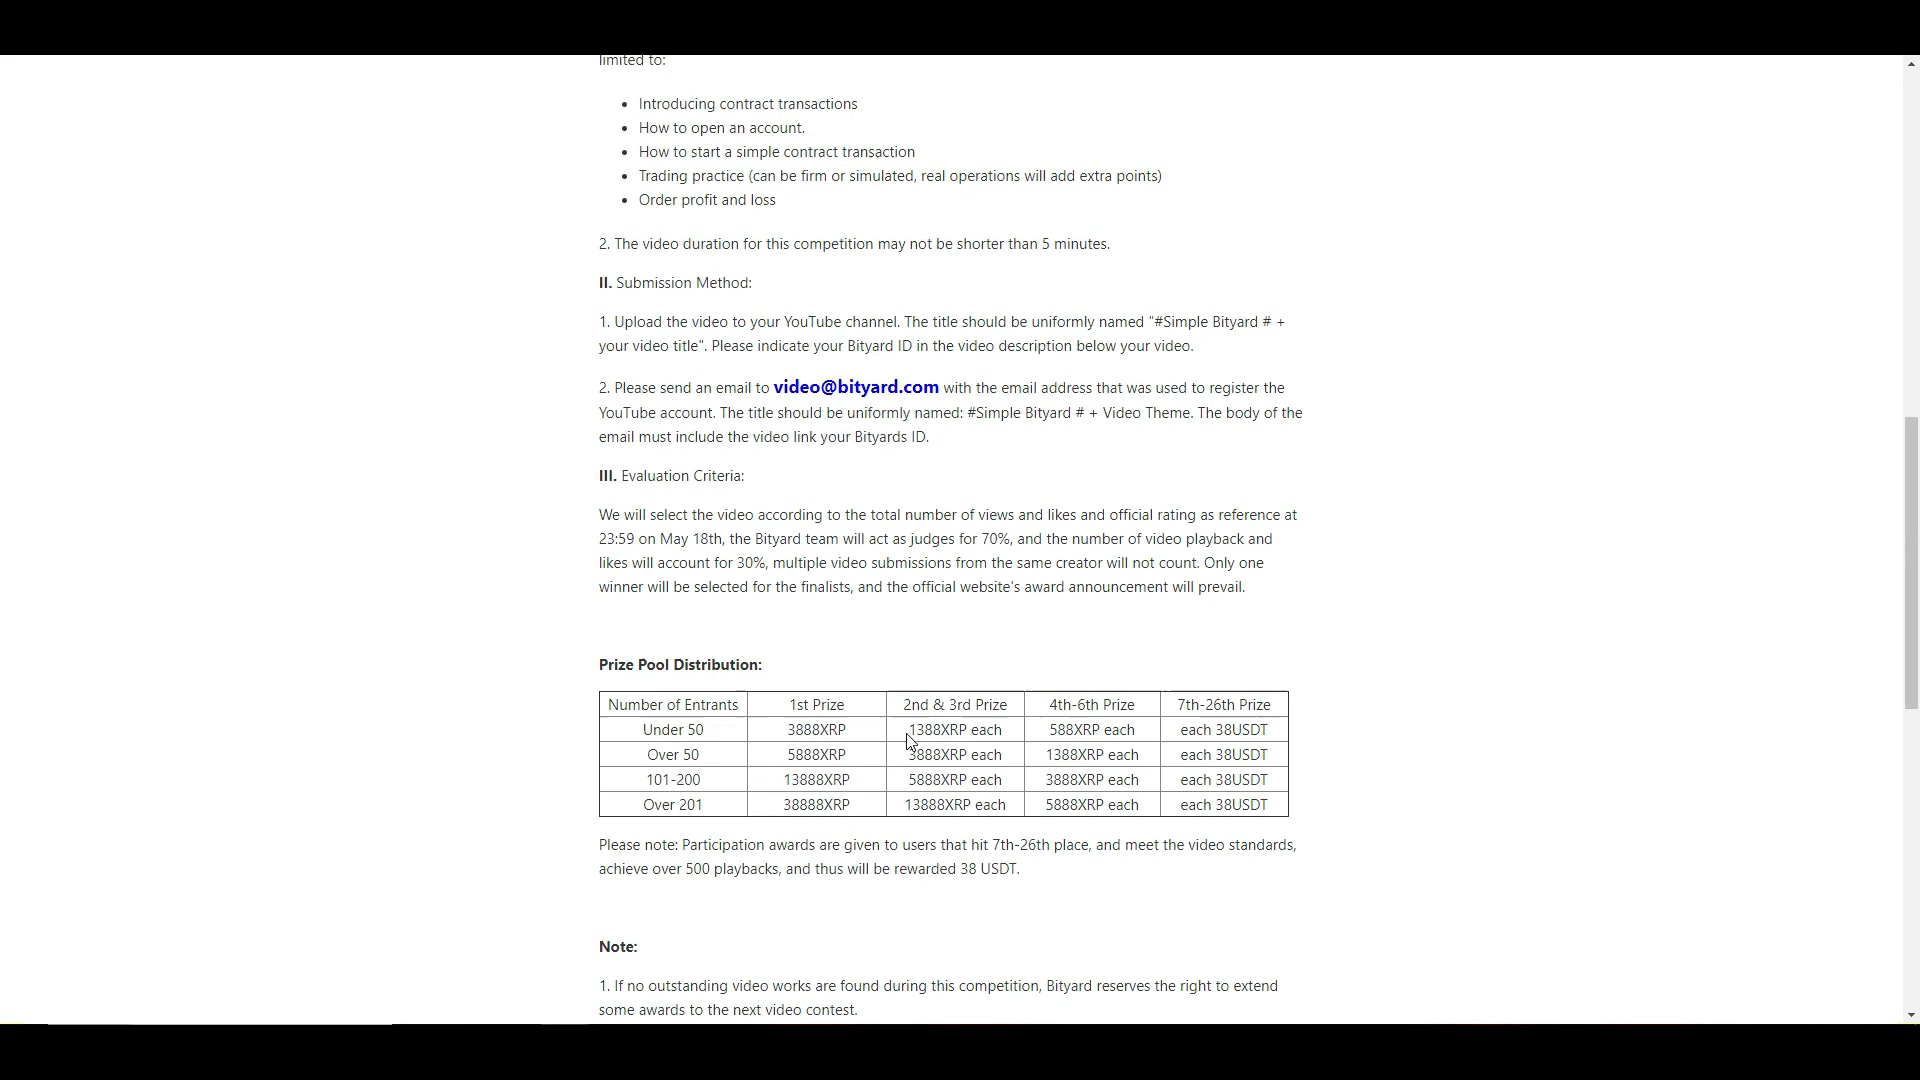 limited to:
Introducing contract transactions
How to open an account.
How to start a simple contract transaction
Trading practice (can be firm or simulated, real operations will add extra points)
Order profit and loss
2. The video duration for this competition may not be shorter than 5 minutes.
II. Submission Method:
1. Upload the video to your YouTube channel. The title should be uniformly named "#Simple Bityard # +
your video title". Please indicate your Bityard ID in the video description below your video.
2. Please send an email to video@bityard.com with the email address that was used to register the
YouTube account. The title should be uniformly named: #Simple Bityard # + Video Theme. The body of the
email must include the video link your Bityards ID.
III. Evaluation Criteria:
We will select the video according to the total number of views and likes and official rating as reference at
23:59 on May 18th, the Bityard team will act as judges for 70%, and the number of video playback and
likes will account for 30%, multiple video submissions from the same creator will not count. Only one
winner will be selected for the finalists, and the official website's award announcement will prevail.
Prize Pool Distribution:
Number of Entrants 1st Prize 2nd & 3rd Prize 4th-6th Prize 7th-26th Prize
Under 50 3888XRP 1388XRP each 588XRP each each 38USDT
Over 50 5888XRP 3888XRP each 1388XRP each each 38USDT
101-200 13888XRP 5888XRP each 3888XRP each each 38USDT
Over 201 38888XRP 13888XRP each 5888XRP each each 38USDT
Please note: Participation awards are given to users that hit 7th-26th place, and meet the video standards,
achieve over 500 playbacks, and thus will be rewarded 38 USDT.
Note:
1. If no outstanding video works are found during this competition, Bityard reserves the right to extend
some awards to the next video contest.